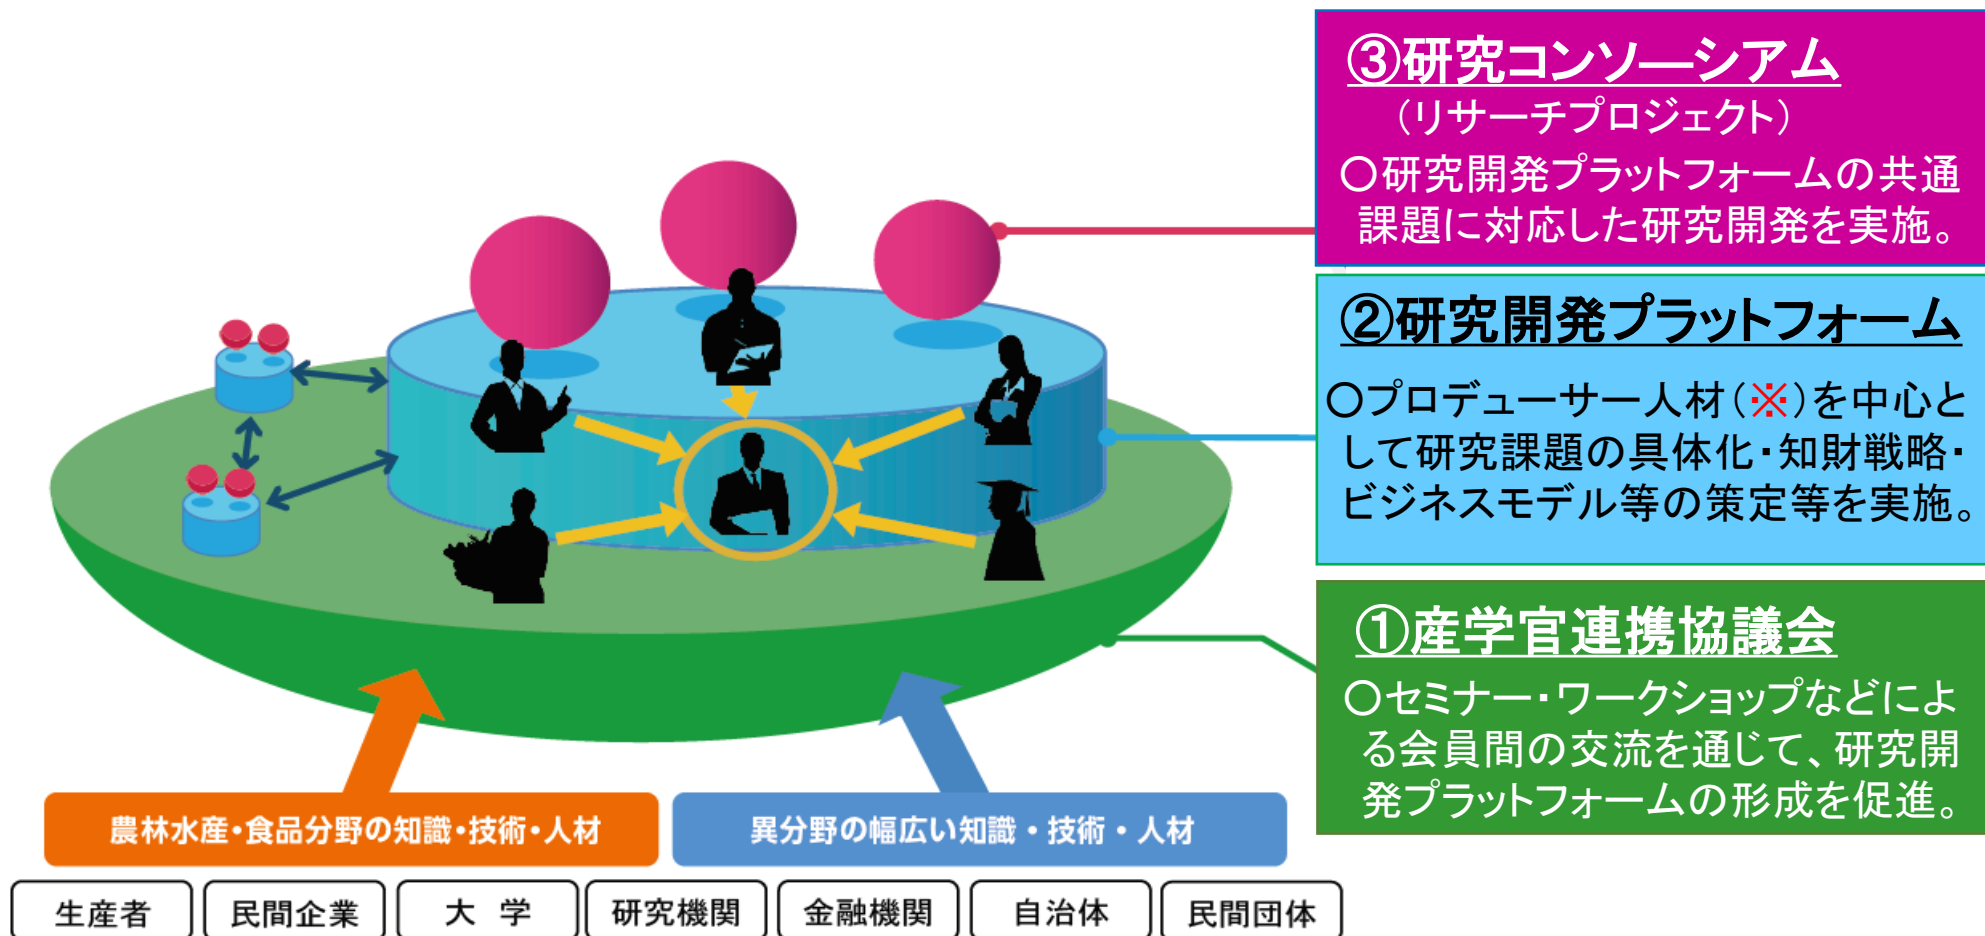 ③研究コンソーシアム
（リサーチプロジェクト）
○研究開発プラットフォームの共通
課題に対応した研究開発を実施。
②研究開発プラットフォーム
○プロデューサー人材（※）を中心と
して研究課題の具体化・知財戦略・
ビジネスモデル等の策定等を実施。
①産学官連携協議会
○セミナー・ワークショップなどによ
る会員間の交流を通じて、研究開
発プラットフォームの形成を促進。
農林水産・食品分野の知識・技術・人材
異分野の幅広い知識・技術・人材
生産者
民間企業
大 学
研究機関
金融機関
自治体
民間団体